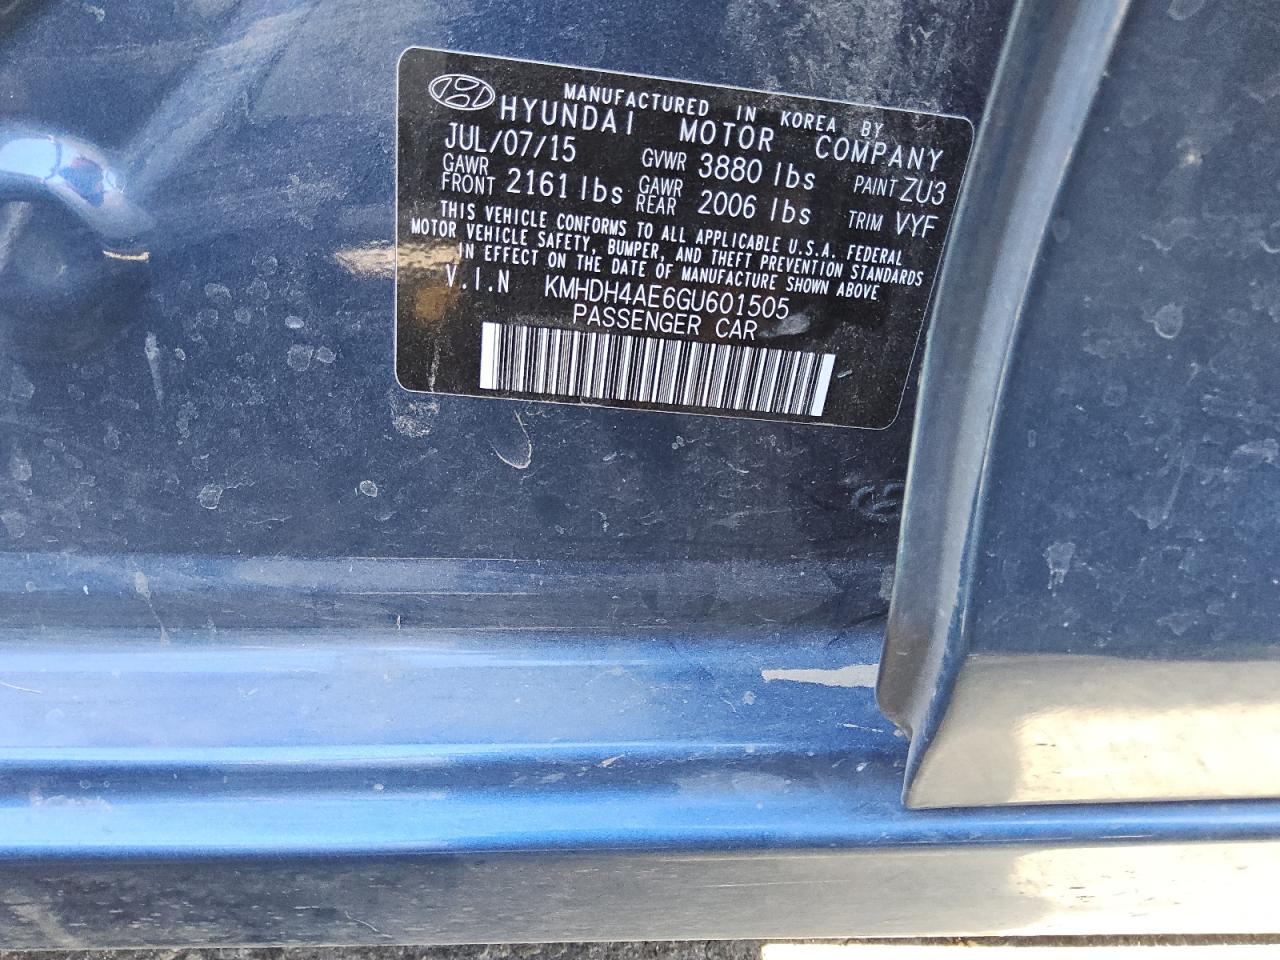 MANUFACTURED IN KOREA BY
HYUNDAI MOTOR COMPANY
JUL/07/15 GVWR 3880 lbs PAINT ZU3
GAWR FRONT 2161 lbs GAWR REAR 2006 lbs TRIM VYF
THIS VEHICLE CONFORMS TO ALL APPLICABLE U.S.A. FEDERAL
MOTOR VEHICLE SAFETY, BUMPER, AND THEFT PREVENTION STANDARDS
IN EFFECT ON THE DATE OF MANUFACTURE SHOWN ABOVE
V.I.N KMHDH4AE6GU601505
PASSENGER CAR